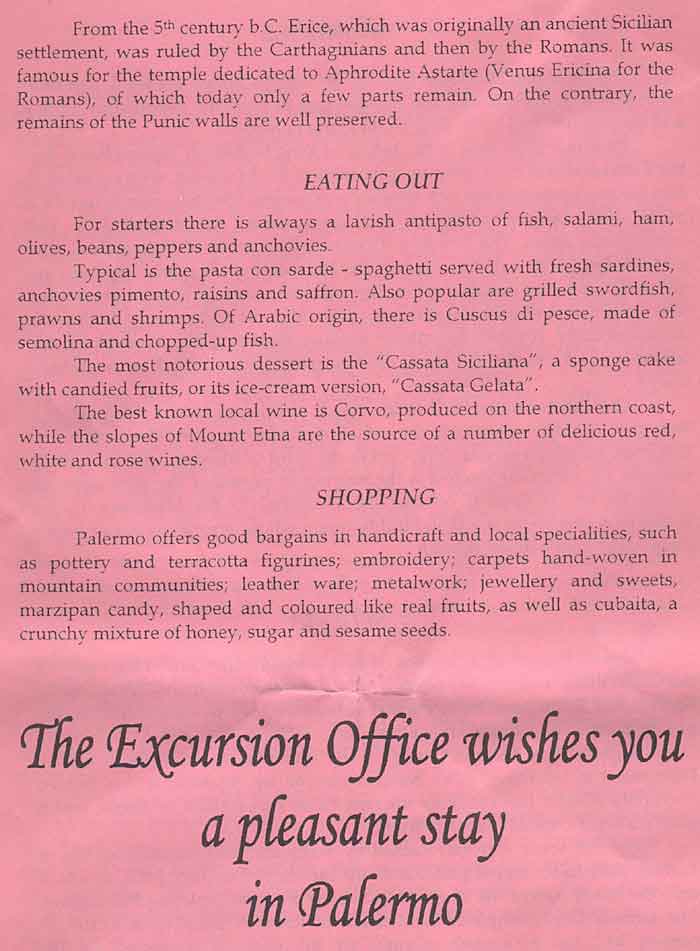 From the 5th century b.C. Erice, which was originally an ancient Sicilian
settlement, was ruled by the Carthaginians and then by the Romans. It was
famous for the temple dedicated to Aphrodite Astarte (Venus Ericina for the
Romans), of which today only a few parts remain. On the contrary, the
remains of the Punic walls are well preserved.
EATING OUT
For starters there is always a lavish antipasto of fish, salami, ham,
olives, beans, peppers and anchovies.
Typical is the pasta con sarde - spaghetti served with fresh sardines,
anchovies pimento, raisins and saffron. Also popular are grilled swordfish,
prawns and shrimps. Of Arabic origin, there is Cuscus di pesce, made of
semolina and chopped-up fish.
The most notorious dessert is the "Cassata Siciliana", a sponge cake
with candied fruits, or its ice-cream version, "Cassata Gelata".
The best known local wine is Corvo, produced on the northern coast,
while the slopes of Mount Etna are the source of a number of delicious red,
white and rose wines.
SHOPPING
Palermo offers good bargains in handicraft and local specialities, such
as pottery and terracotta figurines; embroidery; carpets hand-woven in
mountain communities; leather ware; metalwork; jewellery and sweets,
marzipan candy, shaped and coloured like real fruits, as well as cubaita, a
crunchy mixture of honey, sugar and sesame seeds.
The Excursion Office wishes you
a pleasant stay
in Palermo